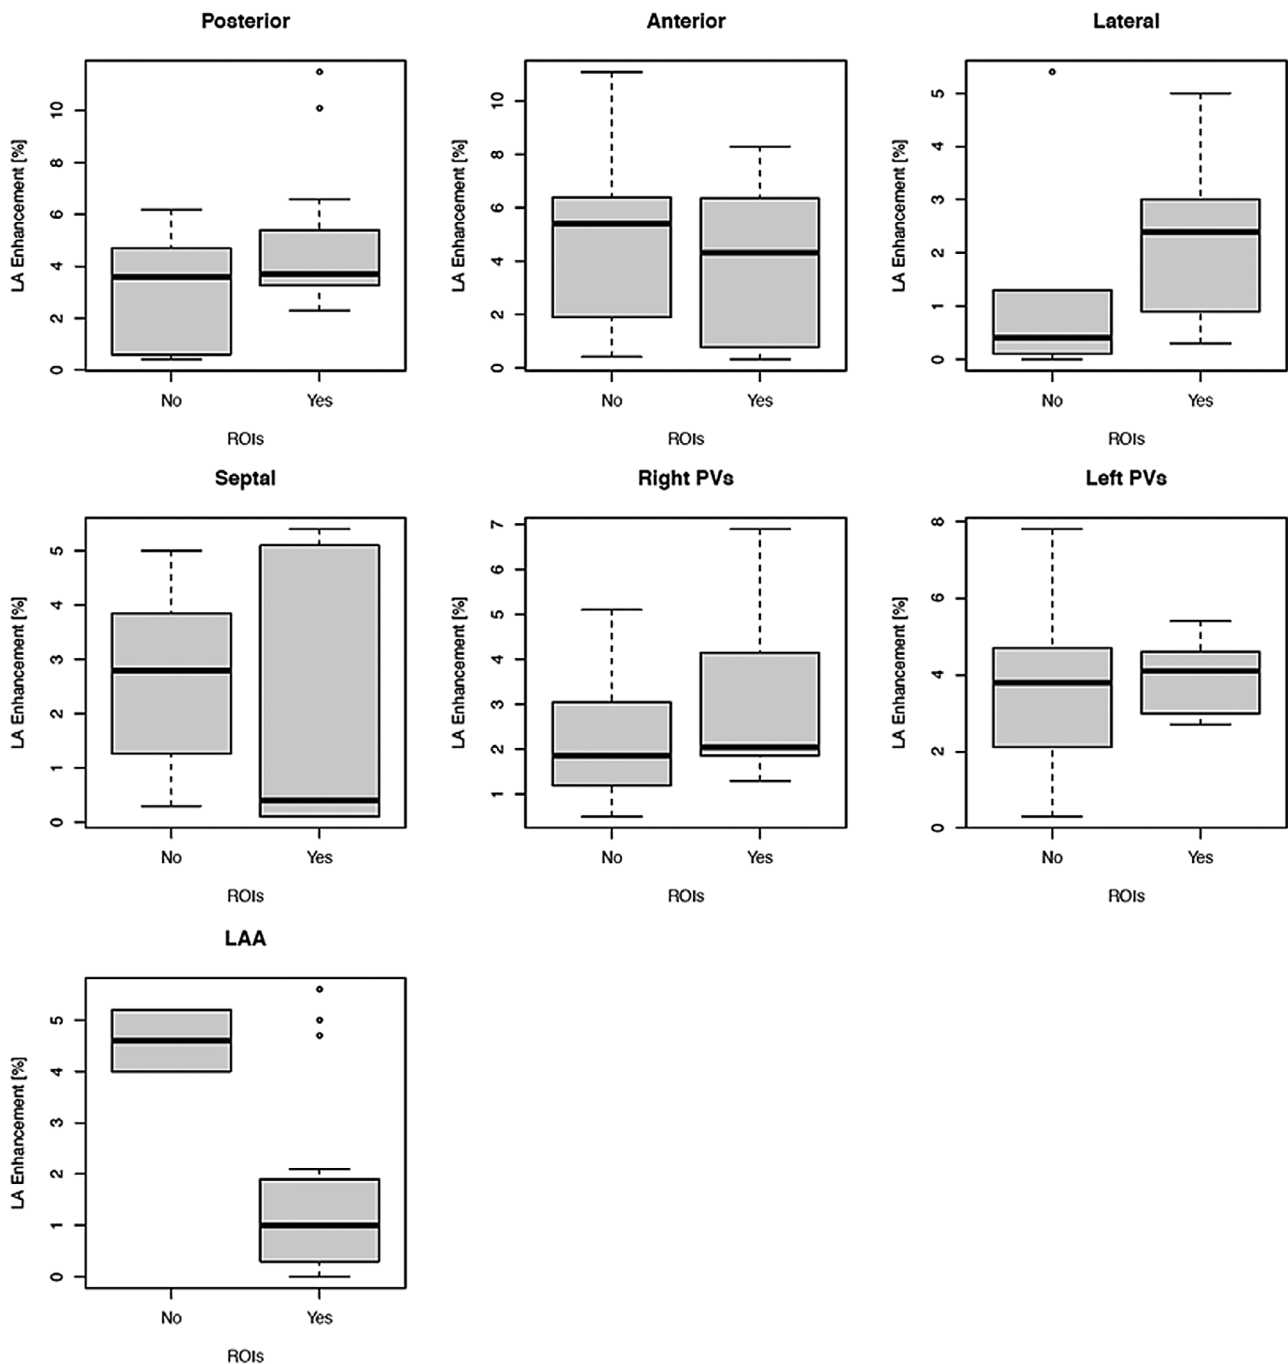 Posterior
LA Enhancement [%]
10
8
6
4
2
0
No Yes
ROIs
Anterior
LA Enhancement [%]
10
8
6
4
2
0
No Yes
ROIs
Lateral
LA Enhancement [%]
5
4
3
2
1
0
No Yes
ROIs
Septal
LA Enhancement [%]
5
4
3
2
1
0
No Yes
ROIs
Right PVs
LA Enhancement [%]
7
6
5
4
3
2
1
No Yes
ROIs
Left PVs
LA Enhancement [%]
8
6
4
2
0
No Yes
ROIs
LAA
LA Enhancement [%]
5
4
3
2
1
0
No Yes
ROIs